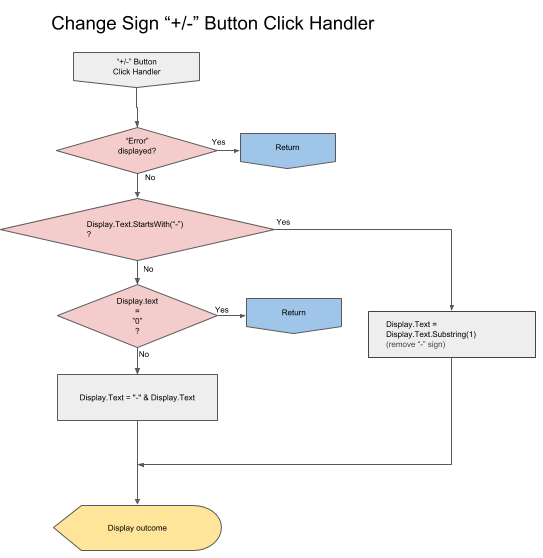 Change Sign “+/-” Button Click Handler
“+/-” Button
Click Handler
“Error”
displayed?
Yes
Return
No
Display.Text.StartsWith(“-”)
?
Yes
No
Display.text
=
“0”
?
Yes
Return
Display.Text =
Display.Text.Substring(1)
(remove “-” sign)
No
Display.Text = "-" & Display.Text
Display outcome